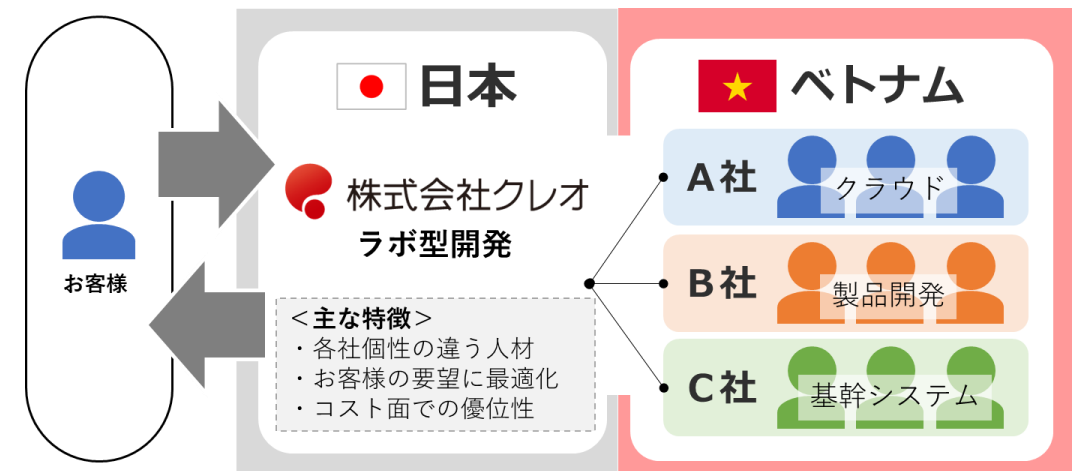 お客様
日本
株式会社クレオ
ラボ型開発
＜主な特徴＞
・各社個性の違う人材
・お客様の要望に最適化
・コスト面での優位性
ベトナム
A社
クラウド
B社
製品開発
C社
基幹システム